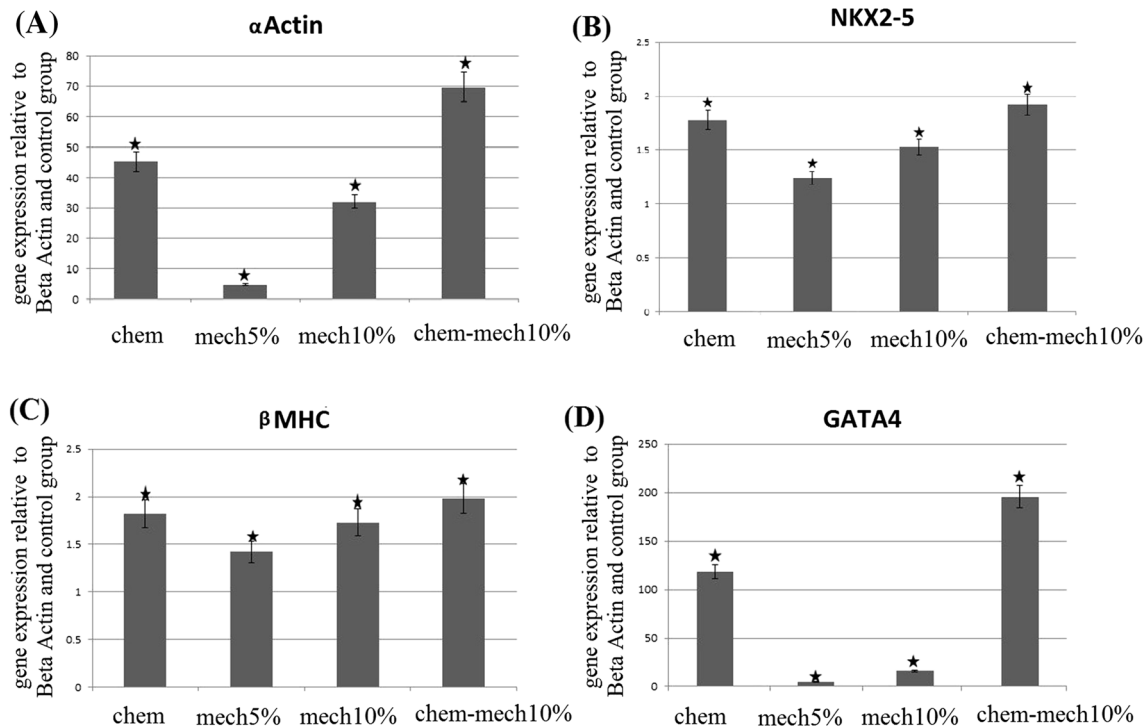 (A)
αActin
gene expression relative to
Beta Actin and control group
80
70
60
50
40
30
20
10
0
chem mech5% mech10% chem-mech10%
(B)
NKX2-5
gene expression relative to
Beta Actin and control group
2.5
2
1.5
1
0.5
0
chem mech5% mech10% chem-mech10%
(C)
βMHC
gene expression relative to
Beta Actin and control group
2.5
2
1.5
1
0.5
0
chem mech5% mech10% chem-mech10%
(D)
GATA4
gene expression relative to
Beta Actin and control group
250
200
150
100
50
0
chem mech5% mech10% chem-mech10%